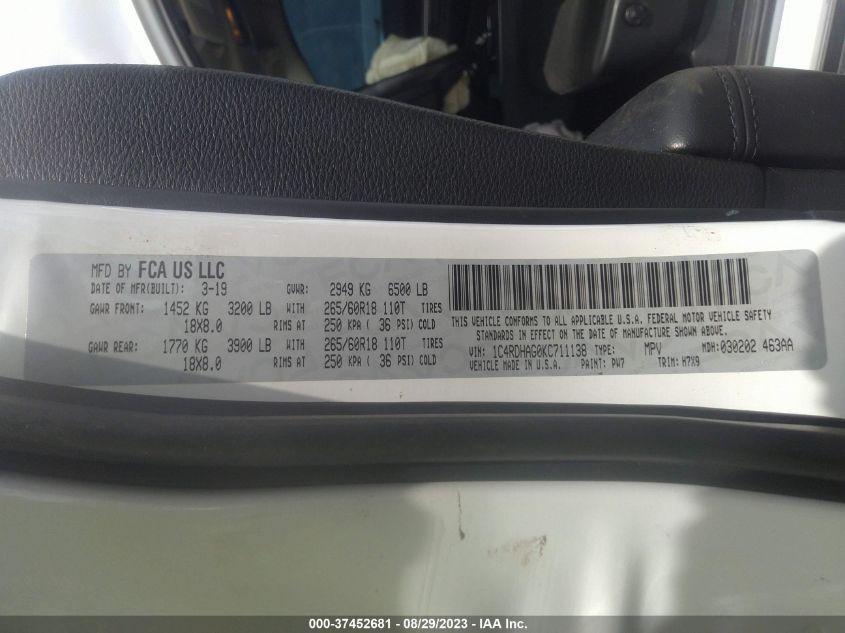 MFD BY FCA US LLC
DATE OF MFR(BUILT): 3-19 GVWR: 2949 KG 6500 LB
GAWR FRONT: 1452 KG 3200 LB WITH 265/60R18 110T TIRES
18X8.0 RIMS AT 250 KPA ( 36 PSI) COLD
GAWR REAR: 1770 KG 3900 LB WITH 265/60R18 110T TIRES
18X8.0 RIMS AT 250 KPA ( 36 PSI) COLD
THIS VEHICLE CONFORMS TO ALL APPLICABLE U.S.A. FEDERAL MOTOR VEHICLE SAFETY
STANDARDS IN EFFECT ON THE DATE OF MANUFACTURE SHOWN ABOVE.
VIN: 1C4RDHAG0KC711138 TYPE: MPV MDH: 030202 463AA
VEHICLE MADE IN U.S.A. PAINT: PW7 TRIM: H7X9
000-37452681 - 08/29/2023 - IAA Inc.